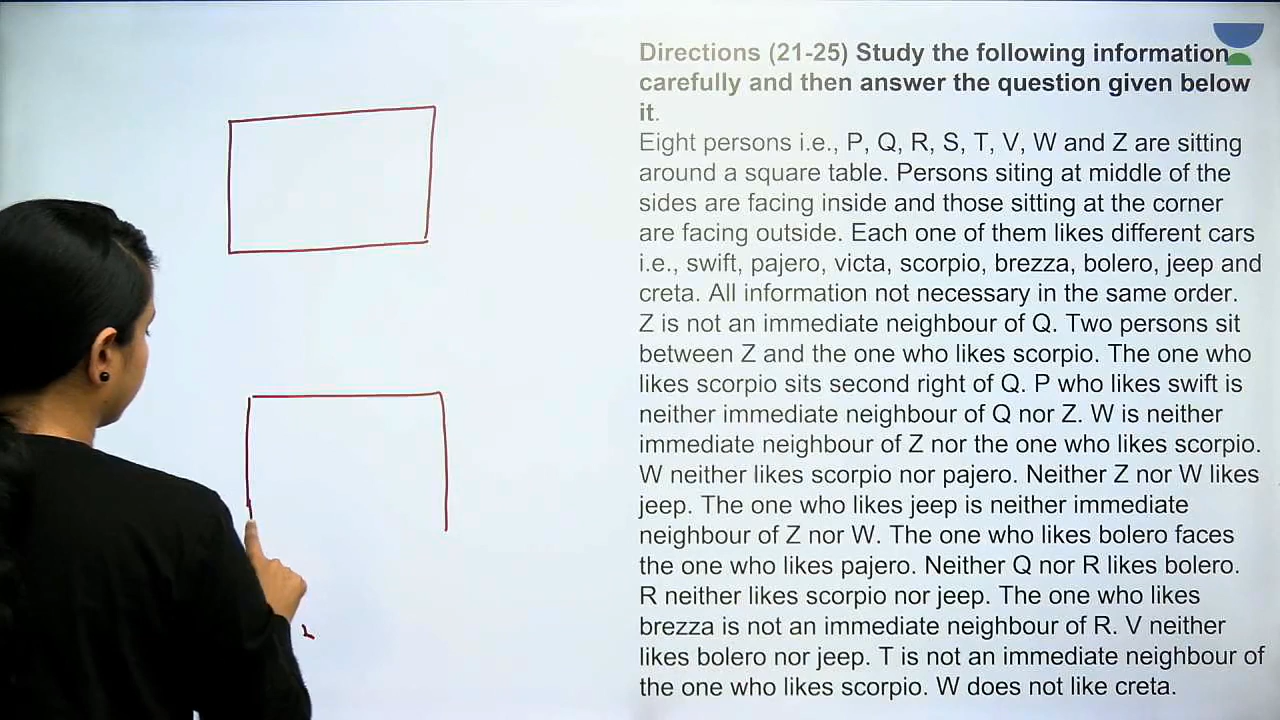 Directions (21-25) Study the following information
carefully and then answer the question given below
it.
Eight persons i.e., P, Q, R, S, T, V, W and Z are sitting
around a square table. Persons siting at middle of the
sides are facing inside and those sitting at the corner
are facing outside. Each one of them likes different cars
i.e., swift, pajero, victa, scorpio, brezza, bolero, jeep and
creta. All information not necessary in the same order.
Z is not an immediate neighbour of Q. Two persons sit
between Z and the one who likes scorpio. The one who
likes scorpio sits second right of Q. P who likes swift is
neither immediate neighbour of Q nor Z. W is neither
immediate neighbour of Z nor the one who likes scorpio.
W neither likes scorpio nor pajero. Neither Z nor W likes
jeep. The one who likes jeep is neither immediate
neighbour of Z nor W. The one who likes bolero faces
the one who likes pajero. Neither Q nor R likes bolero.
R neither likes scorpio nor jeep. The one who likes
brezza is not an immediate neighbour of R. V neither
likes bolero nor jeep. T is not an immediate neighbour of
the one who likes scorpio. W does not like creta.